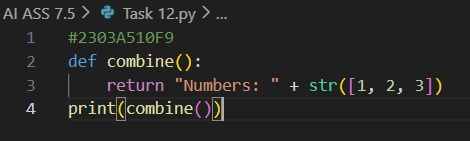 AI ASS 7.5 > Task 12.py > ...
1 #2303A510F9
2 def combine():
3     return "Numbers: " + str([1, 2, 3])
4 print(combine())